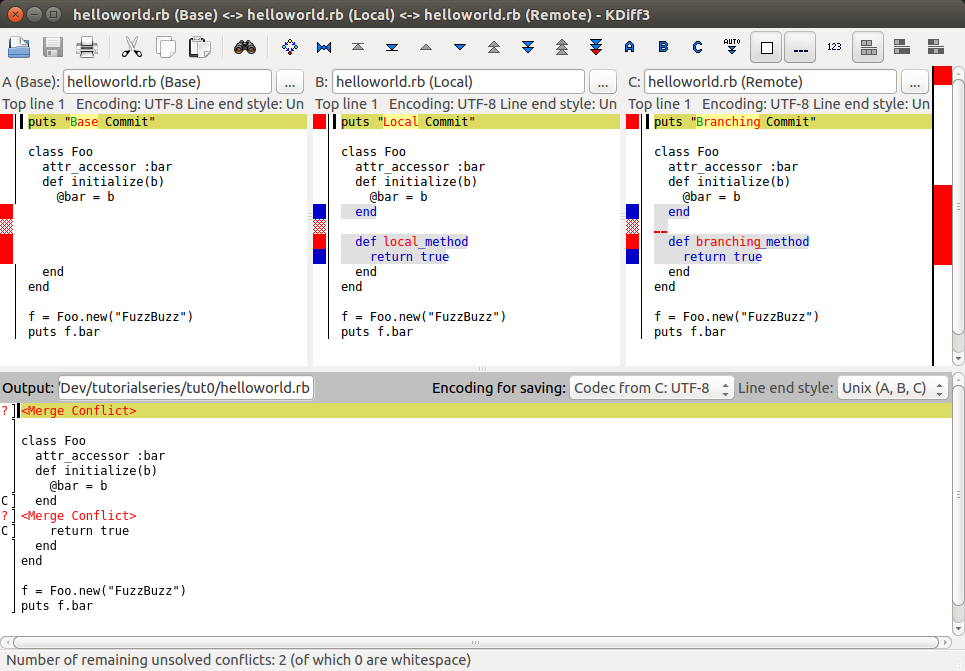 helloworld.rb (Base) <-> helloworld.rb (Local) <-> helloworld.rb (Remote) - KDiff3
A B C AUTO 123
A (Base): helloworld.rb (Base) ...
Top line 1 Encoding: UTF-8 Line end style: Un
puts "Base Commit"
class Foo
  attr_accessor :bar
  def initialize(b)
    @bar = b
  end
end
f = Foo.new("FuzzBuzz")
puts f.bar
B: helloworld.rb (Local) ...
Top line 1 Encoding: UTF-8 Line end style: Un
puts "Local Commit"
class Foo
  attr_accessor :bar
  def initialize(b)
    @bar = b
  end
  def local_method
    return true
  end
end
f = Foo.new("FuzzBuzz")
puts f.bar
C: helloworld.rb (Remote) ...
Top line 1 Encoding: UTF-8 Line end style: Un
puts "Branching Commit"
class Foo
  attr_accessor :bar
  def initialize(b)
    @bar = b
  end
  def branching_method
    return true
  end
end
f = Foo.new("FuzzBuzz")
puts f.bar
Output: /Dev/tutorialseries/tut0/helloworld.rb Encoding for saving: Codec from C: UTF-8 Line end style: Unix (A, B, C)
? <Merge Conflict>
class Foo
  attr_accessor :bar
  def initialize(b)
    @bar = b
C   end
? <Merge Conflict>
C     return true
  end
end
f = Foo.new("FuzzBuzz")
puts f.bar
Number of remaining unsolved conflicts: 2 (of which 0 are whitespace)